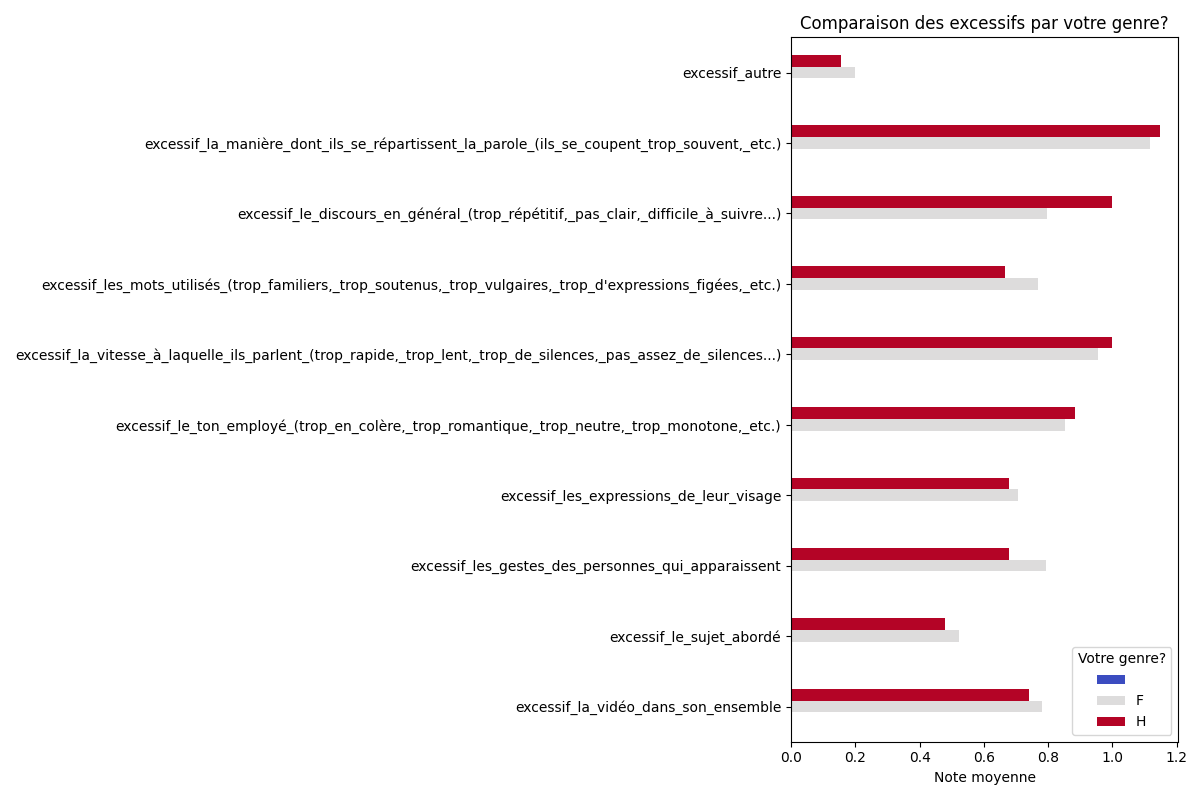 Comparaison des excessifs par votre genre?
excessif_autre
excessif_la_manière_dont_ils_se_répartissent_la_parole_(ils_se_coupent_trop_souvent,_etc.)
excessif_le_discours_en_général_(trop_répétitif,_pas_clair,_difficile_à_suivre...)
excessif_les_mots_utilisés_(trop_familiers,_trop_soutenus,_trop_vulgaires,_trop_d'expressions_figées,_etc.)
excessif_la_vitesse_à_laquelle_ils_parlent_(trop_rapide,_trop_lent,_trop_de_silences,_pas_assez_de_silences...)
excessif_le_ton_employé_(trop_en_colère,_trop_romantique,_trop_neutre,_trop_monotone,_etc.)
excessif_les_expressions_de_leur_visage
excessif_les_gestes_des_personnes_qui_apparaissent
excessif_le_sujet_abordé
excessif_la_vidéo_dans_son_ensemble
Votre genre?
F
H
0.0 0.2 0.4 0.6 0.8 1.0 1.2
Note moyenne